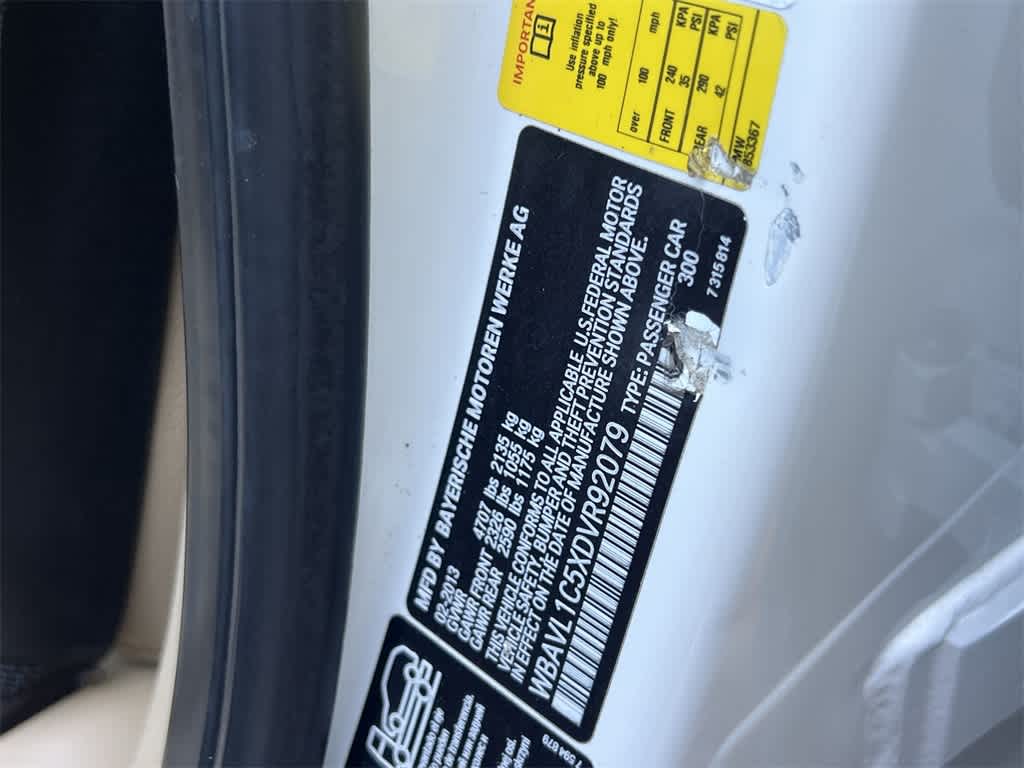 IMPORTAN
Use inflation
pressure specified
above up to
100 mph only!
over 100 mph
KPA
PSI
FRONT 240
35
KPA
PSI
EAR 290
42
MW
853367
MFD BY BAYERISCHE MOTOREN WERKE AG
02-2013
GVWR 4707 lbs 2135 kg
GAWR FRONT 2326 lbs 1055 kg
GAWR REAR 2590 lbs 1175 kg
THIS VEHICLE CONFORMS TO ALL APPLICABLE U.S.FEDERAL MOTOR
VEHICLE SAFETY, BUMPER AND THEFT PREVENTION STANDARDS
IN EFFECT ON THE DATE OF MANUFACTURE SHOWN ABOVE.
WBAVL1C5XDVR92079 TYPE: PASSENGER CAR
300
7 315 814
7 594 679